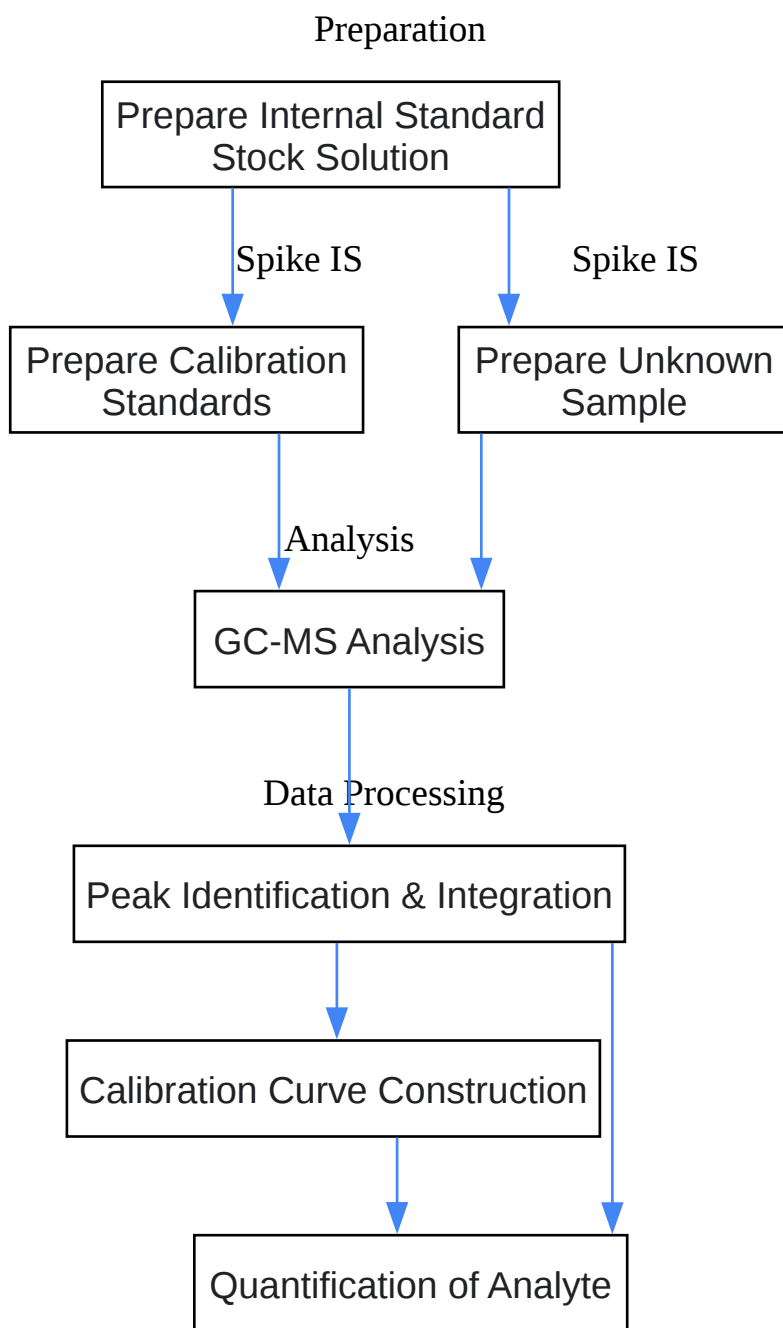 Preparation
Prepare Internal Standard
Stock Solution
Spike IS
Spike IS
Prepare Calibration
Standards
Prepare Unknown
Sample
Analysis
GC-MS Analysis
Data Processing
Peak Identification & Integration
Calibration Curve Construction
Quantification of Analyte